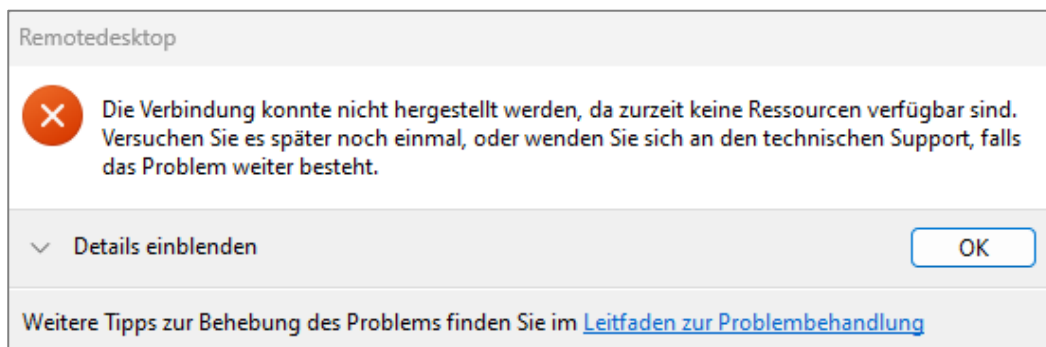 Remotedesktop
Die Verbindung konnte nicht hergestellt werden, da zurzeit keine Ressourcen verfügbar sind.
Versuchen Sie es später noch einmal, oder wenden Sie sich an den technischen Support, falls
das Problem weiter besteht.
Details einblenden
OK
Weitere Tipps zur Behebung des Problems finden Sie im Leitfaden zur Problembehandlung